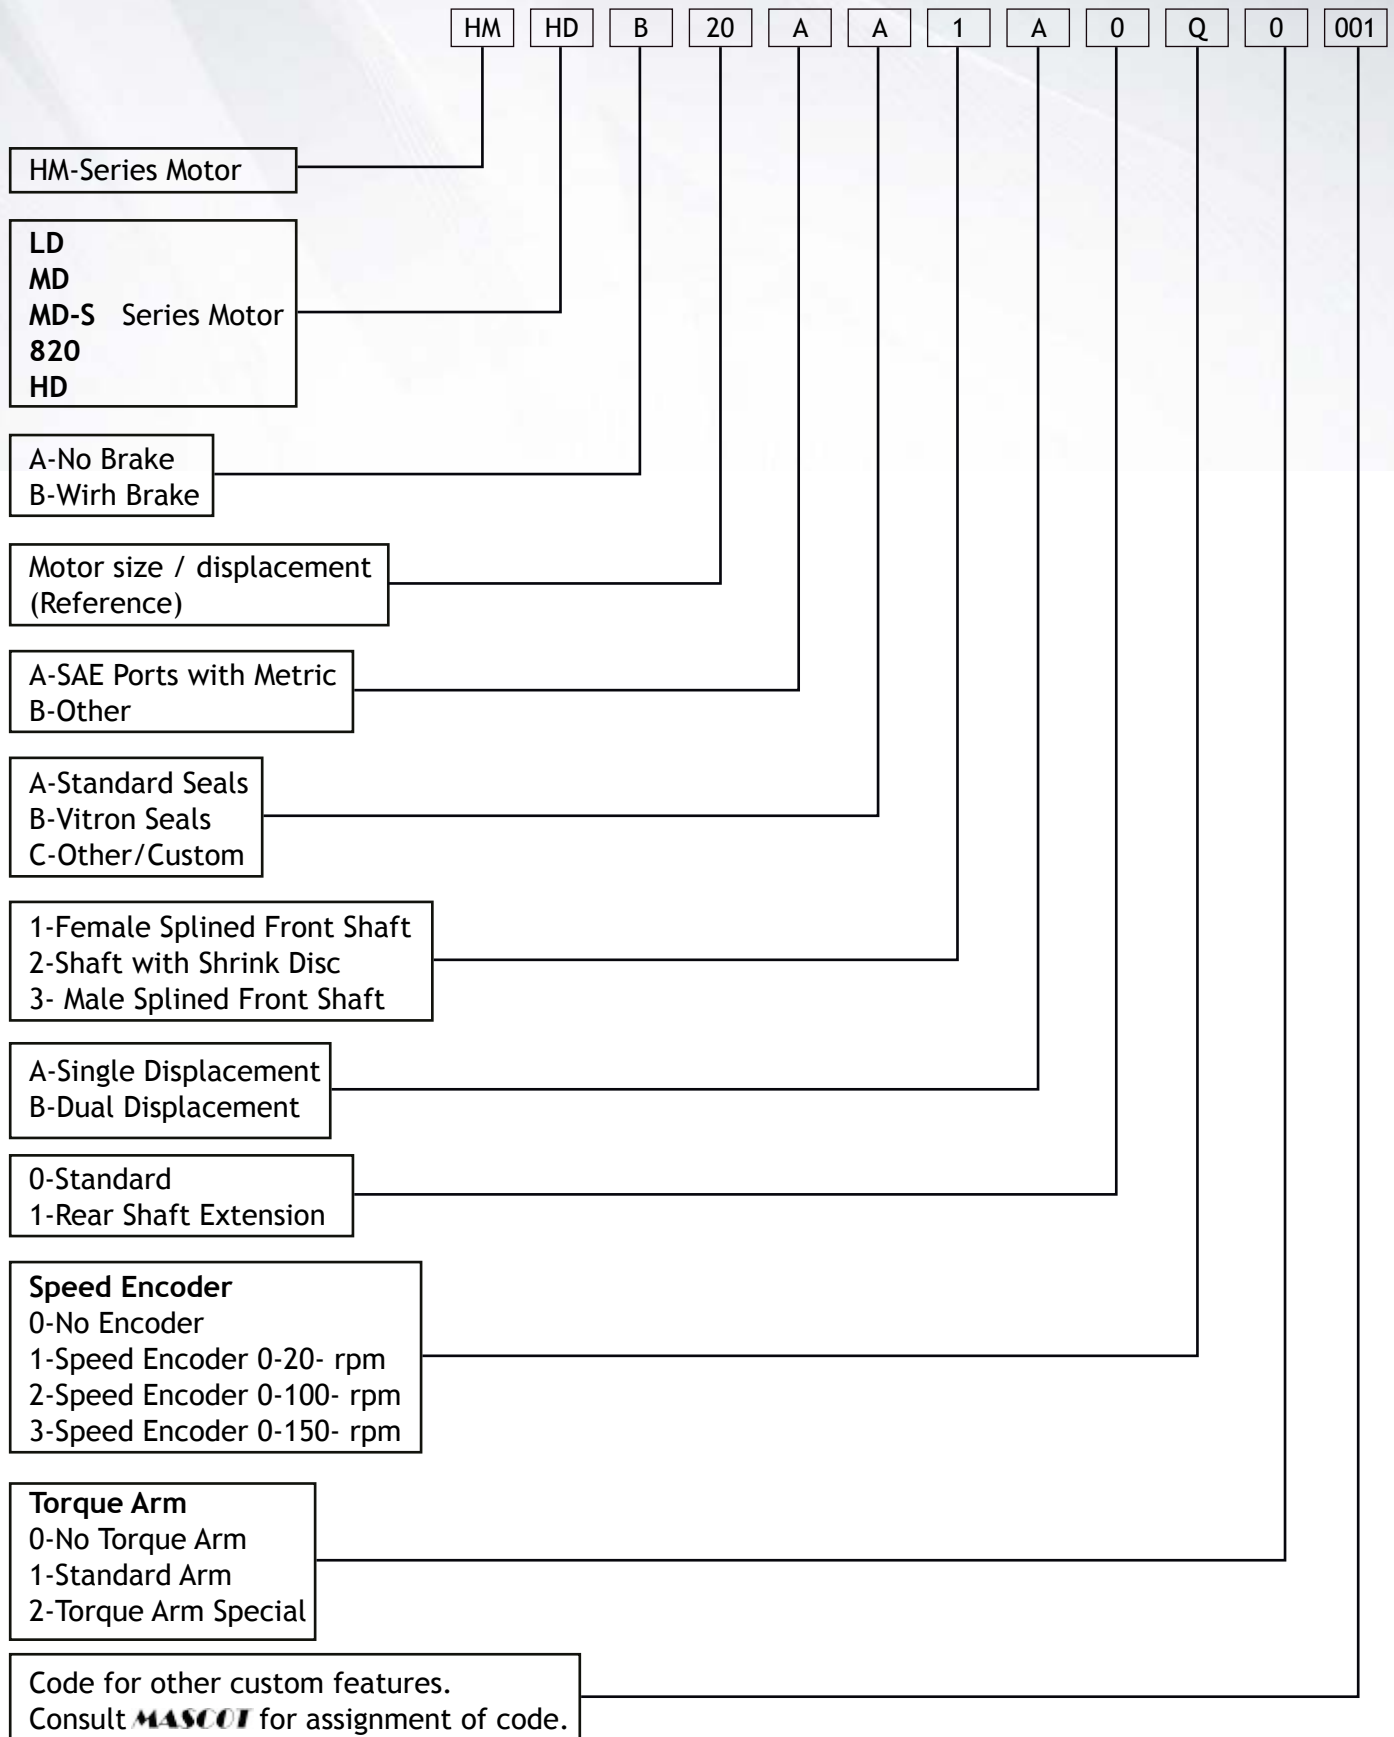 HM HD B 20 A A 1 A 0 Q 0 001
HM-Series Motor
LD
MD
MD-S Series Motor
820
HD
A-No Brake
B-Wirh Brake
Motor size / displacement
(Reference)
A-SAE Ports with Metric
B-Other
A-Standard Seals
B-Vitron Seals
C-Other/Custom
1-Female Splined Front Shaft
2-Shaft with Shrink Disc
3- Male Splined Front Shaft
A-Single Displacement
B-Dual Displacement
0-Standard
1-Rear Shaft Extension
Speed Encoder
0-No Encoder
1-Speed Encoder 0-20- rpm
2-Speed Encoder 0-100- rpm
3-Speed Encoder 0-150- rpm
Torque Arm
0-No Torque Arm
1-Standard Arm
2-Torque Arm Special
Code for other custom features.
Consult MASCOT for assignment of code.